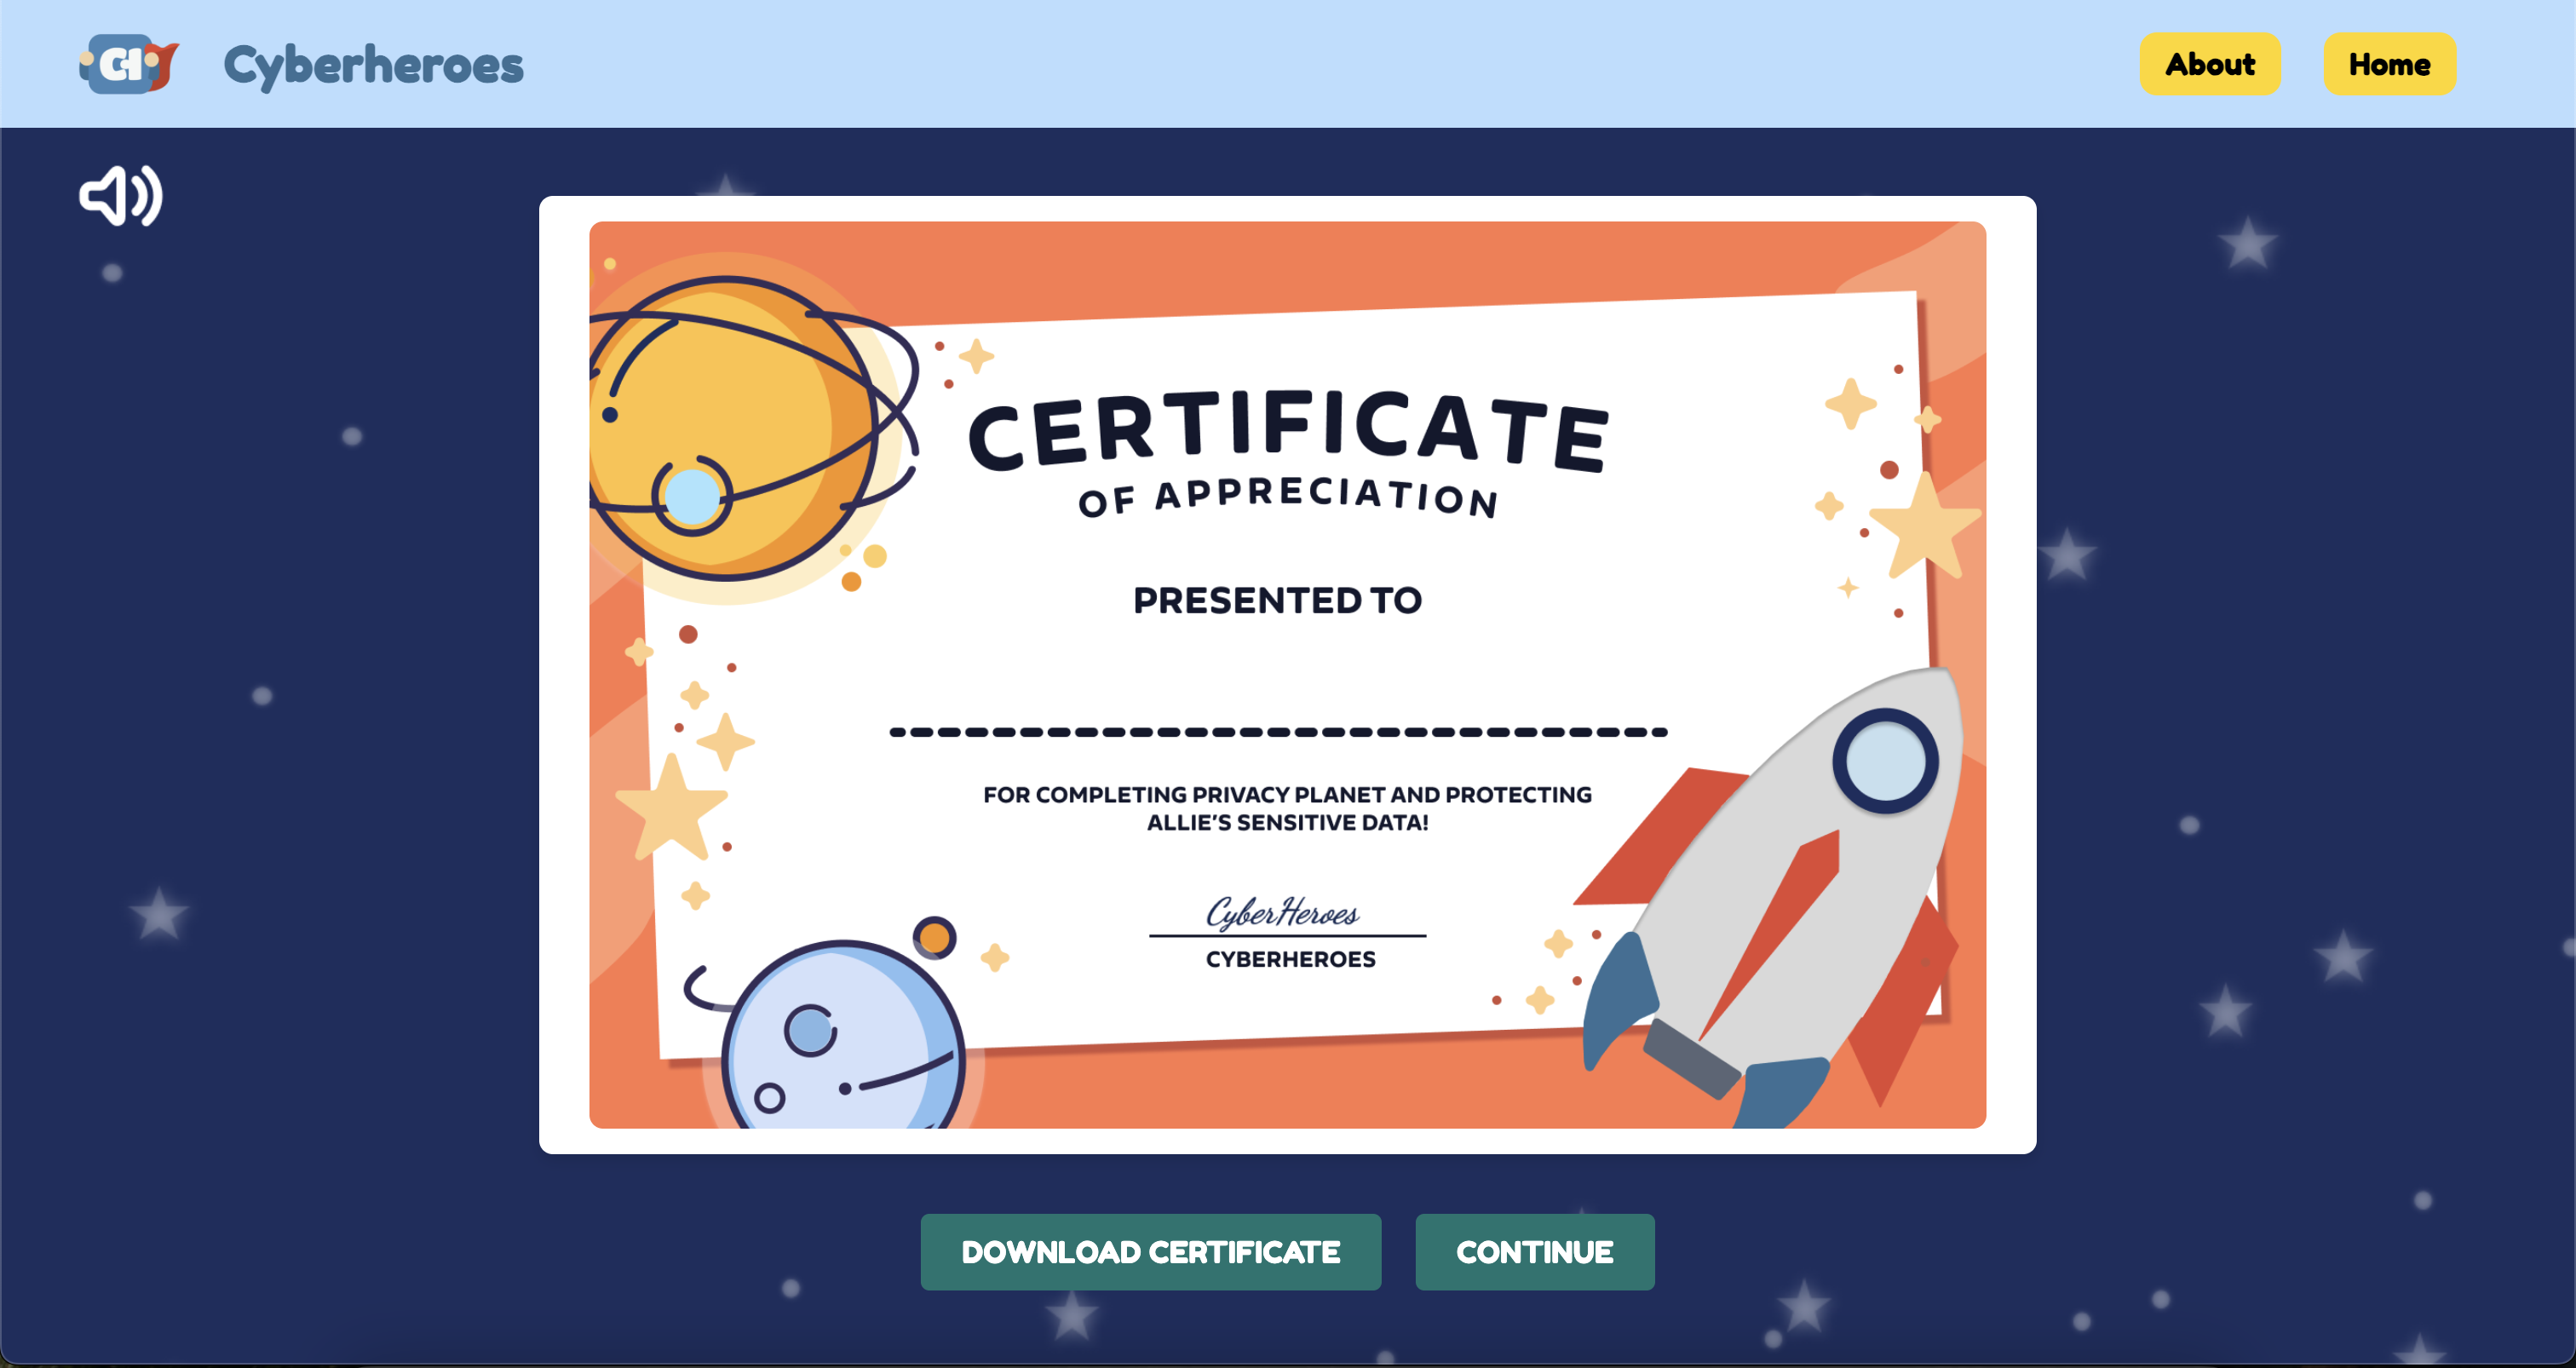 CH
Cyberheroes
About
Home
CERTIFICATE
OF APPRECIATION
PRESENTED TO
FOR COMPLETING PRIVACY PLANET AND PROTECTING
ALLIE'S SENSITIVE DATA!
CyberHeroes
CYBERHEROES
DOWNLOAD CERTIFICATE
CONTINUE